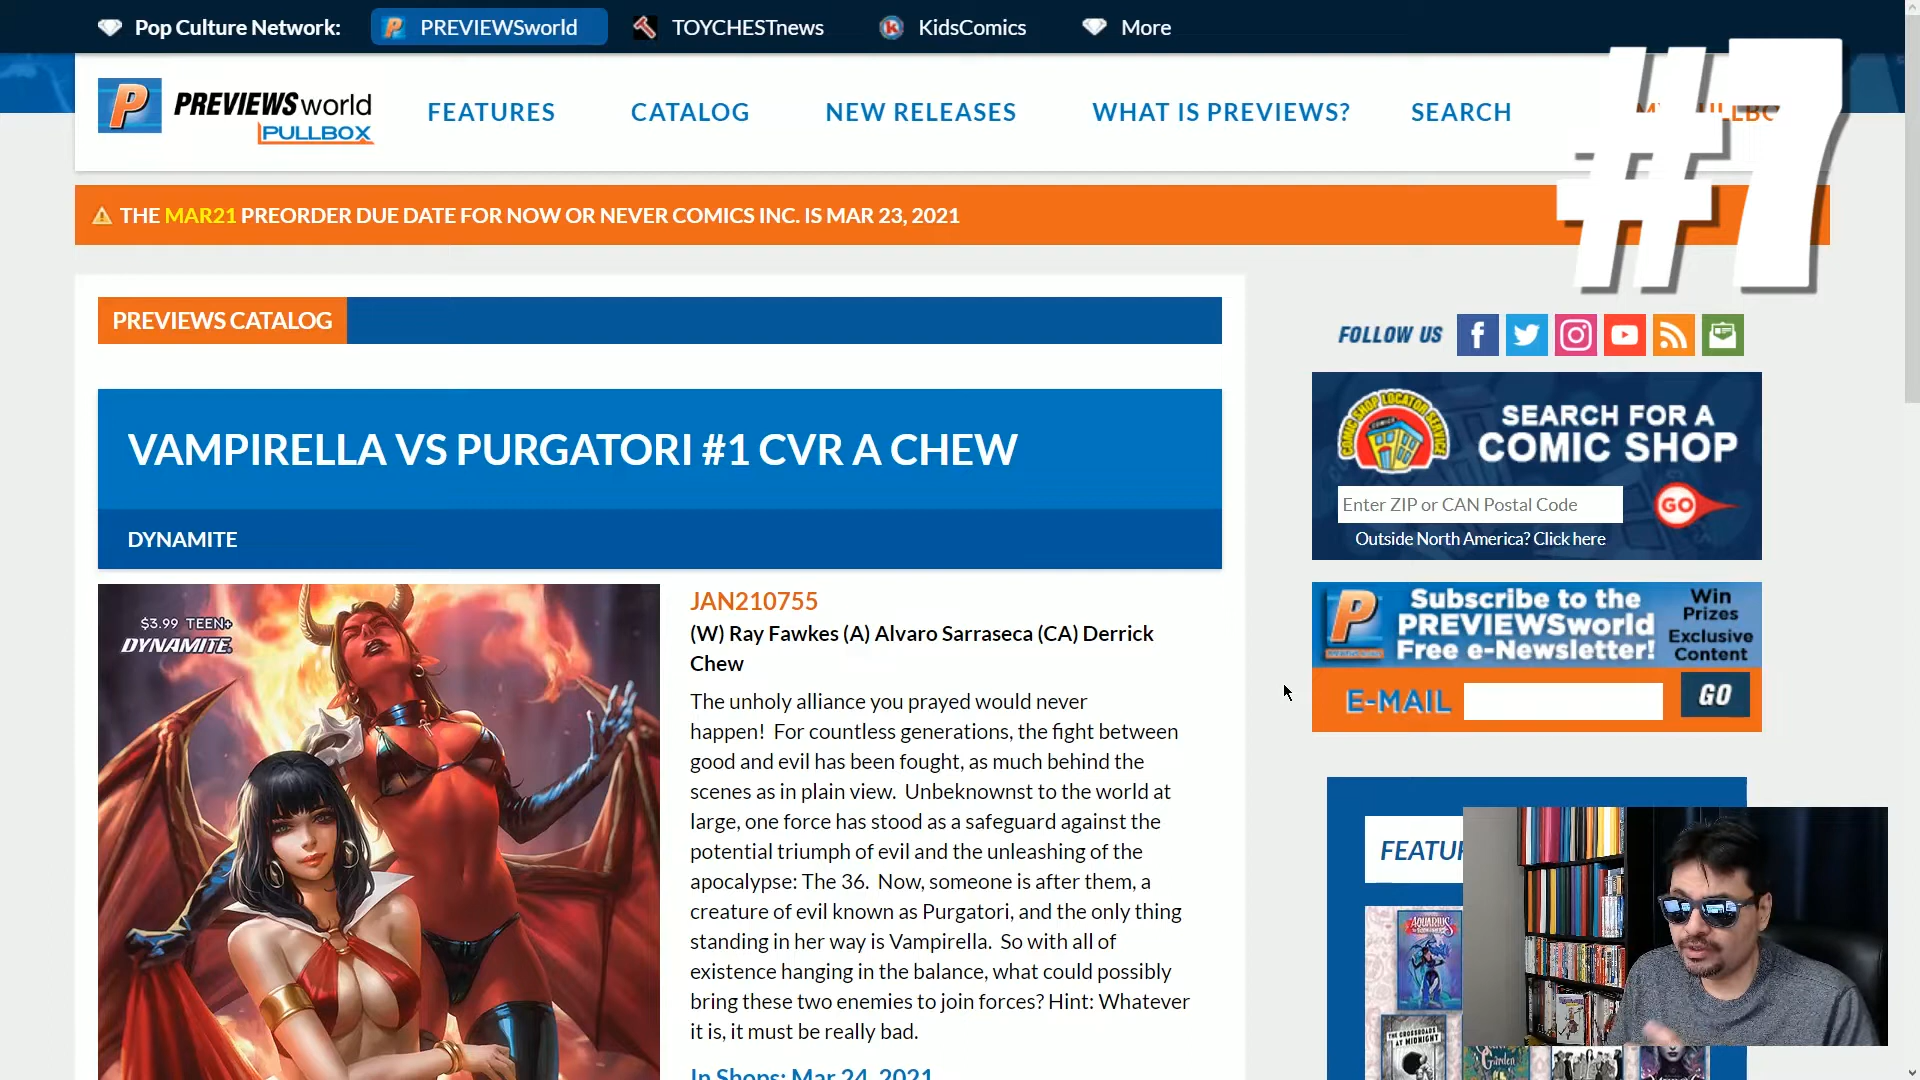 Pop Culture Network: PREVIEWSworld TOYCHESTnews KidsComics More
#7
PREVIEWSworld
PULLBOX
FEATURES CATALOG NEW RELEASES WHAT IS PREVIEWS? SEARCH
THE MAR21 PREORDER DUE DATE FOR NOW OR NEVER COMICS INC. IS MAR 23, 2021
PREVIEWS CATALOG
FOLLOW US
VAMPIRELLA VS PURGATORI #1 CVR A CHEW
DYNAMITE
COMIC SHOP LOCATOR SERVICE
SEARCH FOR A
COMIC SHOP
Enter ZIP or CAN Postal Code GO
Outside North America? Click here
$3.99 TEEN+
DYNAMITE.
JAN210755
(W) Ray Fawkes (A) Alvaro Sarraseca (CA) Derrick
Chew
The unholy alliance you prayed would never
happen! For countless generations, the fight between
good and evil has been fought, as much behind the
scenes as in plain view. Unbeknownst to the world at
large, one force has stood as a safeguard against the
potential triumph of evil and the unleashing of the
apocalypse: The 36. Now, someone is after them, a
creature of evil known as Purgatori, and the only thing
standing in her way is Vampirella. So with all of
existence hanging in the balance, what could possibly
bring these two enemies to join forces? Hint: Whatever
it is, it must be really bad.
In Shops: Mar 24, 2021
Subscribe to the
PREVIEWSworld
Free e-Newsletter!
Win
Prizes
Exclusive
Content
E-MAIL GO
FEATU
AQUARIUS
THE CROSSROADS
AT MIDNIGHT